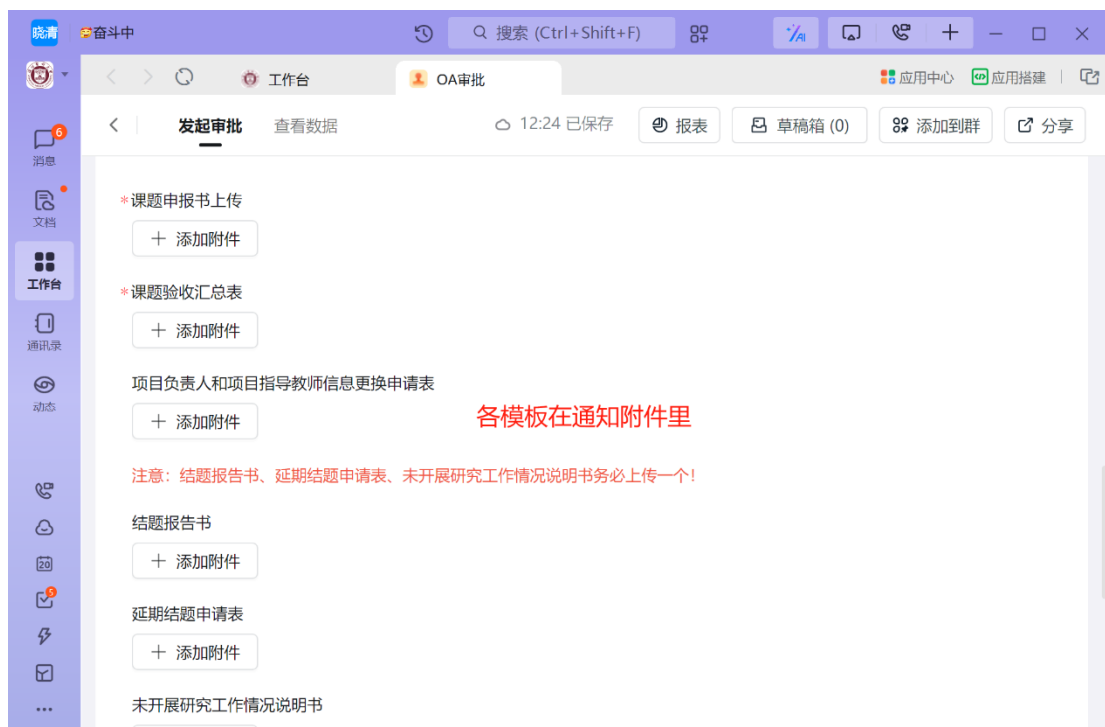 晓青
奋斗中
搜索 (Ctrl+Shift+F)
AI
工作台
OA审批
应用中心
应用搭建
发起审批
查看数据
12:24 已保存
报表
草稿箱 (0)
添加到群
分享
6
消息
文档
工作台
通讯录
动态
20
5
*课题申报书上传
+ 添加附件
*课题验收汇总表
+ 添加附件
项目负责人和项目指导教师信息更换申请表
+ 添加附件
各模板在通知附件里
注意：结题报告书、延期结题申请表、未开展研究工作情况说明书务必上传一个！
结题报告书
+ 添加附件
延期结题申请表
+ 添加附件
未开展研究工作情况说明书